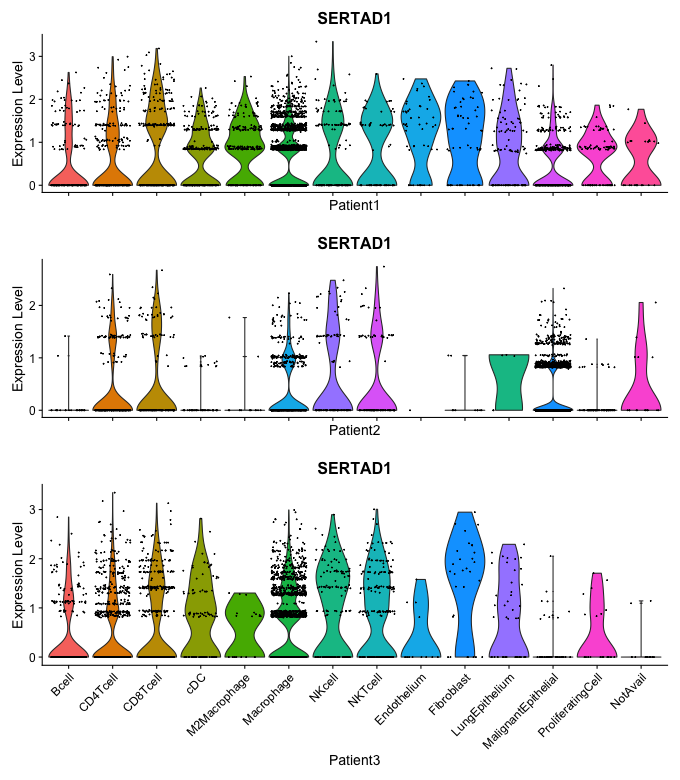 SERTAD1
Expression Level
3
2
1
0
Patient1
SERTAD1
Expression Level
2
1
0
Patient2
SERTAD1
Expression Level
3
2
1
0
Bcell
CD4Tcell
CD8Tcell
cDC
M2Macrophage
Macrophage
NKcell
NKTcell
Endothelium
Fibroblast
LungEpithelium
MalignantEpithelial
ProliferatingCell
NotAvail
Patient3